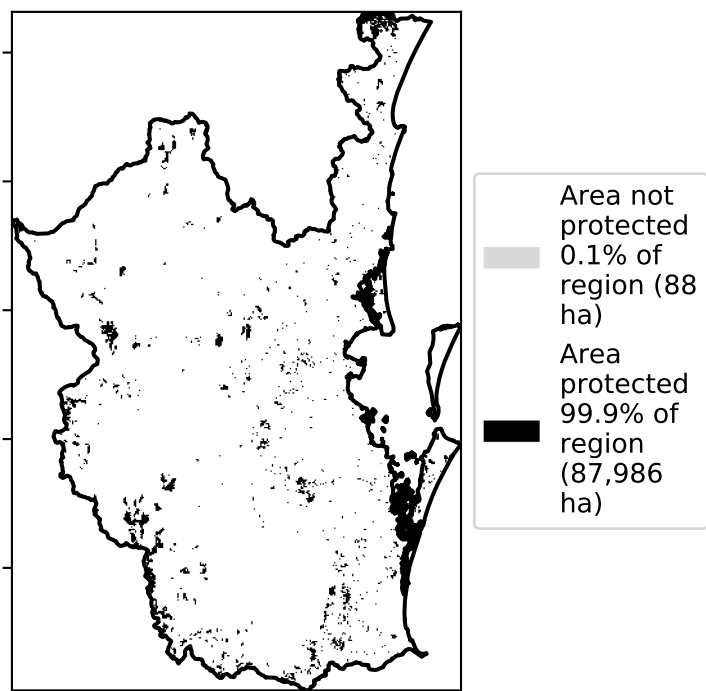 Area not
protected
0.1% of
region (88
ha)
Area
protected
99.9% of
region
(87,986
ha)